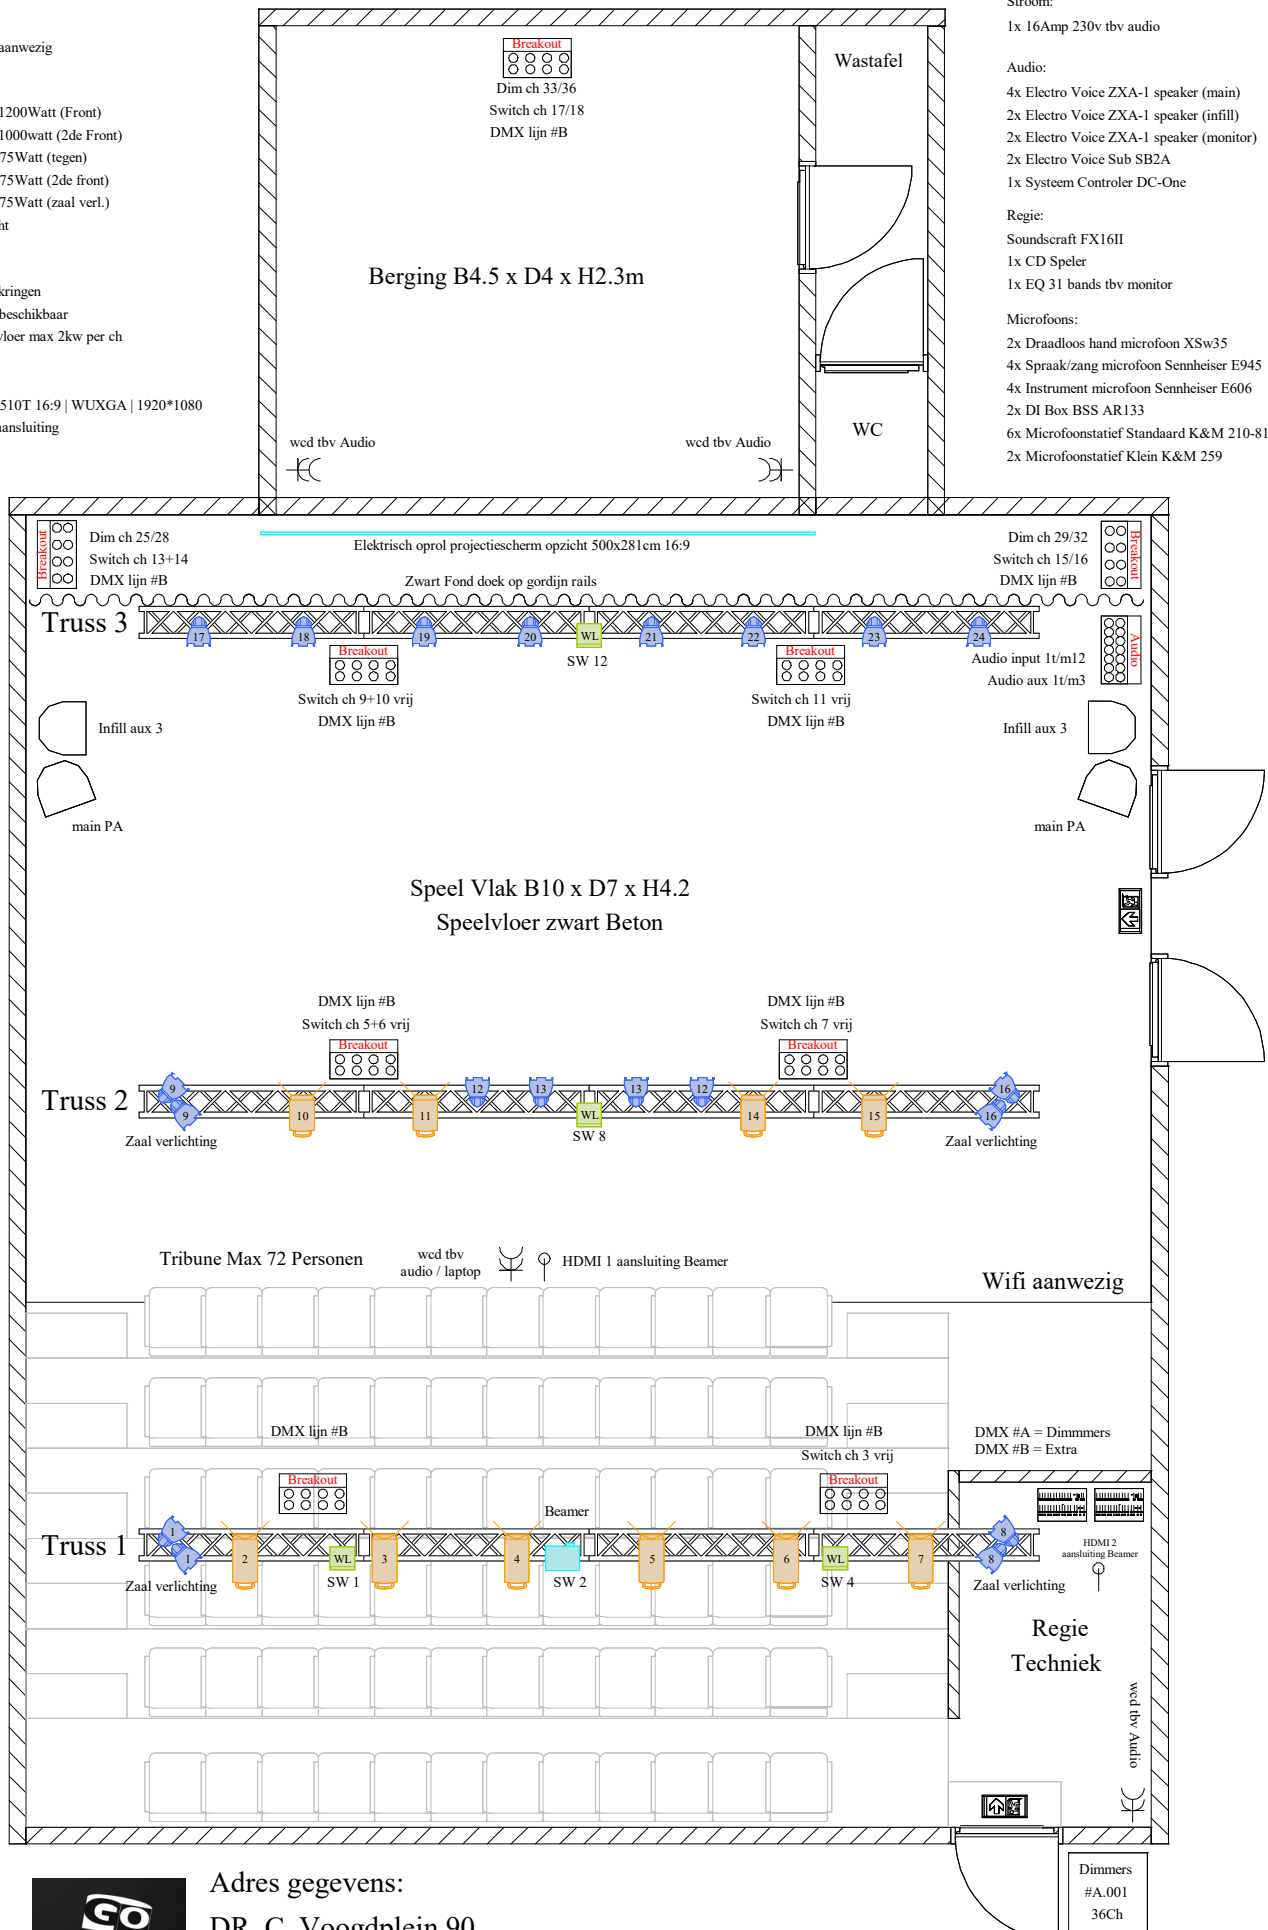 aanwezig
1200Watt (Front)
1000watt (2de Front)
75Watt (tegen)
75Watt (2de front)
75Watt (zaal verl.)
ht
kringen
beschikbaar
vloer max 2kw per ch
510T 16:9 | WUXGA | 1920*1080
aansluiting
Stroom:
1x 16Amp 230v tbv audio
Audio:
4x Electro Voice ZXA-1 speaker (main)
2x Electro Voice ZXA-1 speaker (infill)
2x Electro Voice ZXA-1 speaker (monitor)
2x Electro Voice Sub SB2A
1x Systeem Controler DC-One
Regie:
Soundscraft FX16II
1x CD Speler
1x EQ 31 bands tbv monitor
Microfoons:
2x Draadloos hand microfoon XSw35
4x Spraak/zang microfoon Sennheiser E945
4x Instrument microfoon Sennheiser E606
2x DI Box BSS AR133
6x Microfoonstatief Standaard K&M 210-81
2x Microfoonstatief Klein K&M 259
Breakout
Dim ch 33/36
Switch ch 17/18
DMX lijn #B
Wastafel
Berging B4.5 x D4 x H2.3m
WC
wcd tbv Audio
wcd tbv Audio
Breakout
Dim ch 25/28
Switch ch 13+14
DMX lijn #B
Elektrisch oprol projectiescherm opzicht 500x281cm 16:9
Zwart Fond doek op gordijn rails
Dim ch 29/32
Switch ch 15/16
DMX lijn #B
Breakout
Truss 3
17 18 19 20 WL 21 22 23 24
SW 12
Breakout
Switch ch 9+10 vrij
DMX lijn #B
Breakout
Switch ch 11 vrij
DMX lijn #B
Audio input 1t/m12
Audio aux 1t/m3
Audio
Infill aux 3
Infill aux 3
main PA
main PA
Speel Vlak B10 x D7 x H4.2
Speelvloer zwart Beton
DMX lijn #B
Switch ch 5+6 vrij
Breakout
DMX lijn #B
Switch ch 7 vrij
Breakout
Truss 2
9 9 10 11 12 13 WL 13 12 14 15 16 16
SW 8
Zaal verlichting
Zaal verlichting
Tribune Max 72 Personen
wcd tbv
audio / laptop
HDMI 1 aansluiting Beamer
Wifi aanwezig
DMX lijn #B
Breakout
DMX lijn #B
Switch ch 3 vrij
Breakout
DMX #A = Dimmmers
DMX #B = Extra
Beamer
Truss 1
1 1 2 WL 3 4 5 6 WL 7 8 8
SW 1
SW 2
SW 4
Zaal verlichting
Zaal verlichting
HDMI 2
aansluiting Beamer
Regie
Techniek
wcd tbv Audio
Dimmers
#A.001
36Ch
GO
Adres gegevens:
DR. C. Voogdplein 90